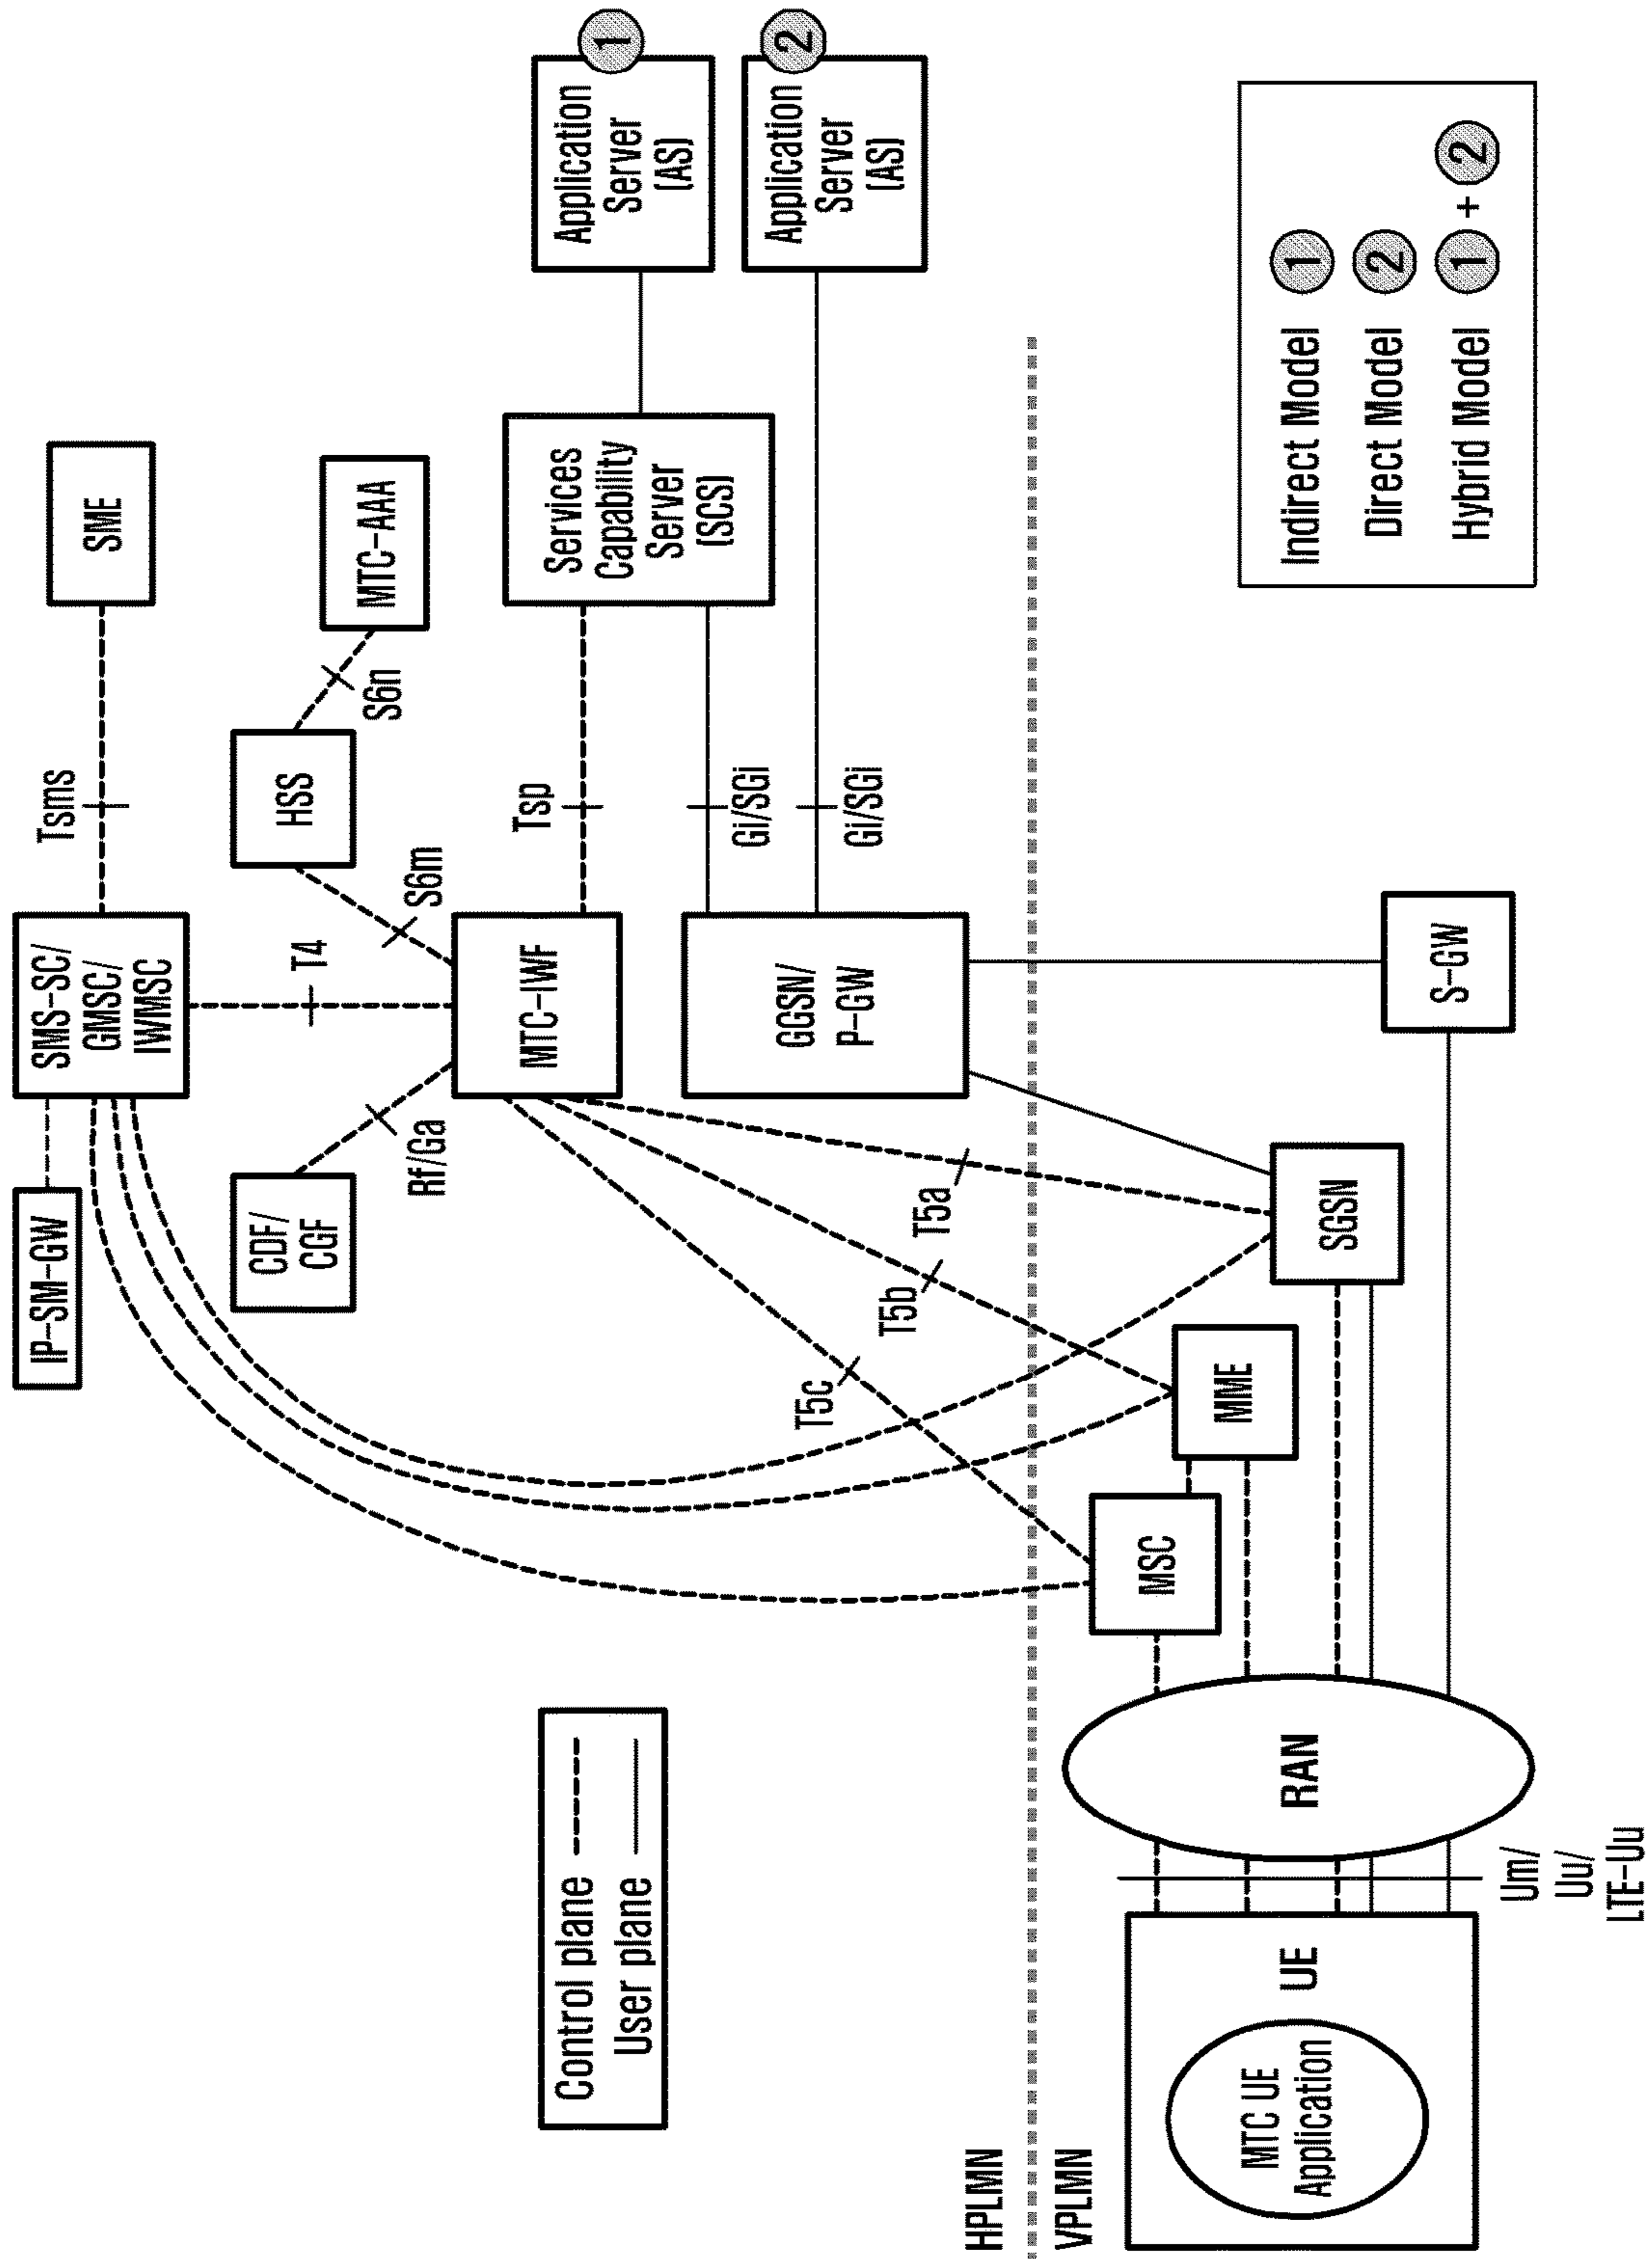 IP-SM-GW
SMS-SC/
GMSC/
IWMSC
Tsms
SME
CDF/
CGF
Rf/Ga
T4
HSS
S6m
S6n
MTC-AAA
Control plane
User plane
MTC-IWF
Tsp
Services
Capability
Server
(SCS)
Application
Server
(AS)
1
T5c
T5b
T5a
GGSN/
P-GW
Gi/SGi
Gi/SGi
Application
Server
(AS)
2
HPLMN
VPLMN
MTC UE
Application
UE
Um/
Uu/
LTE-Uu
RAN
MSC
MME
SGSN
S-GW
Indirect Model 1
Direct Model 2
Hybrid Model 1 + 2